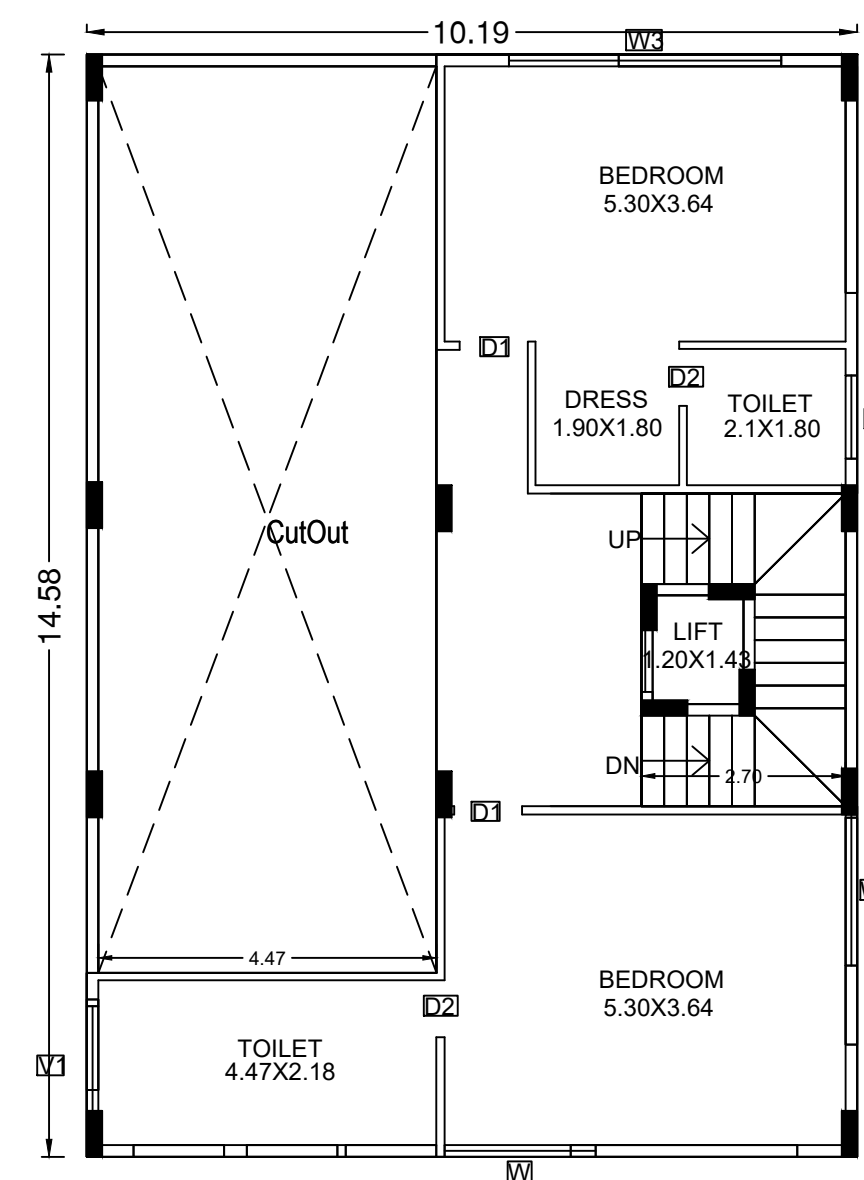 10.19
W3
BEDROOM
5.30X3.64
D1
D2
DRESS
1.90X1.80
TOILET
2.1X1.80
CutOut
UP
14.58
LIFT
1.20X1.43
DN
2.70
D1
4.47
BEDROOM
5.30X3.64
D2
TOILET
4.47X2.18
V1
W